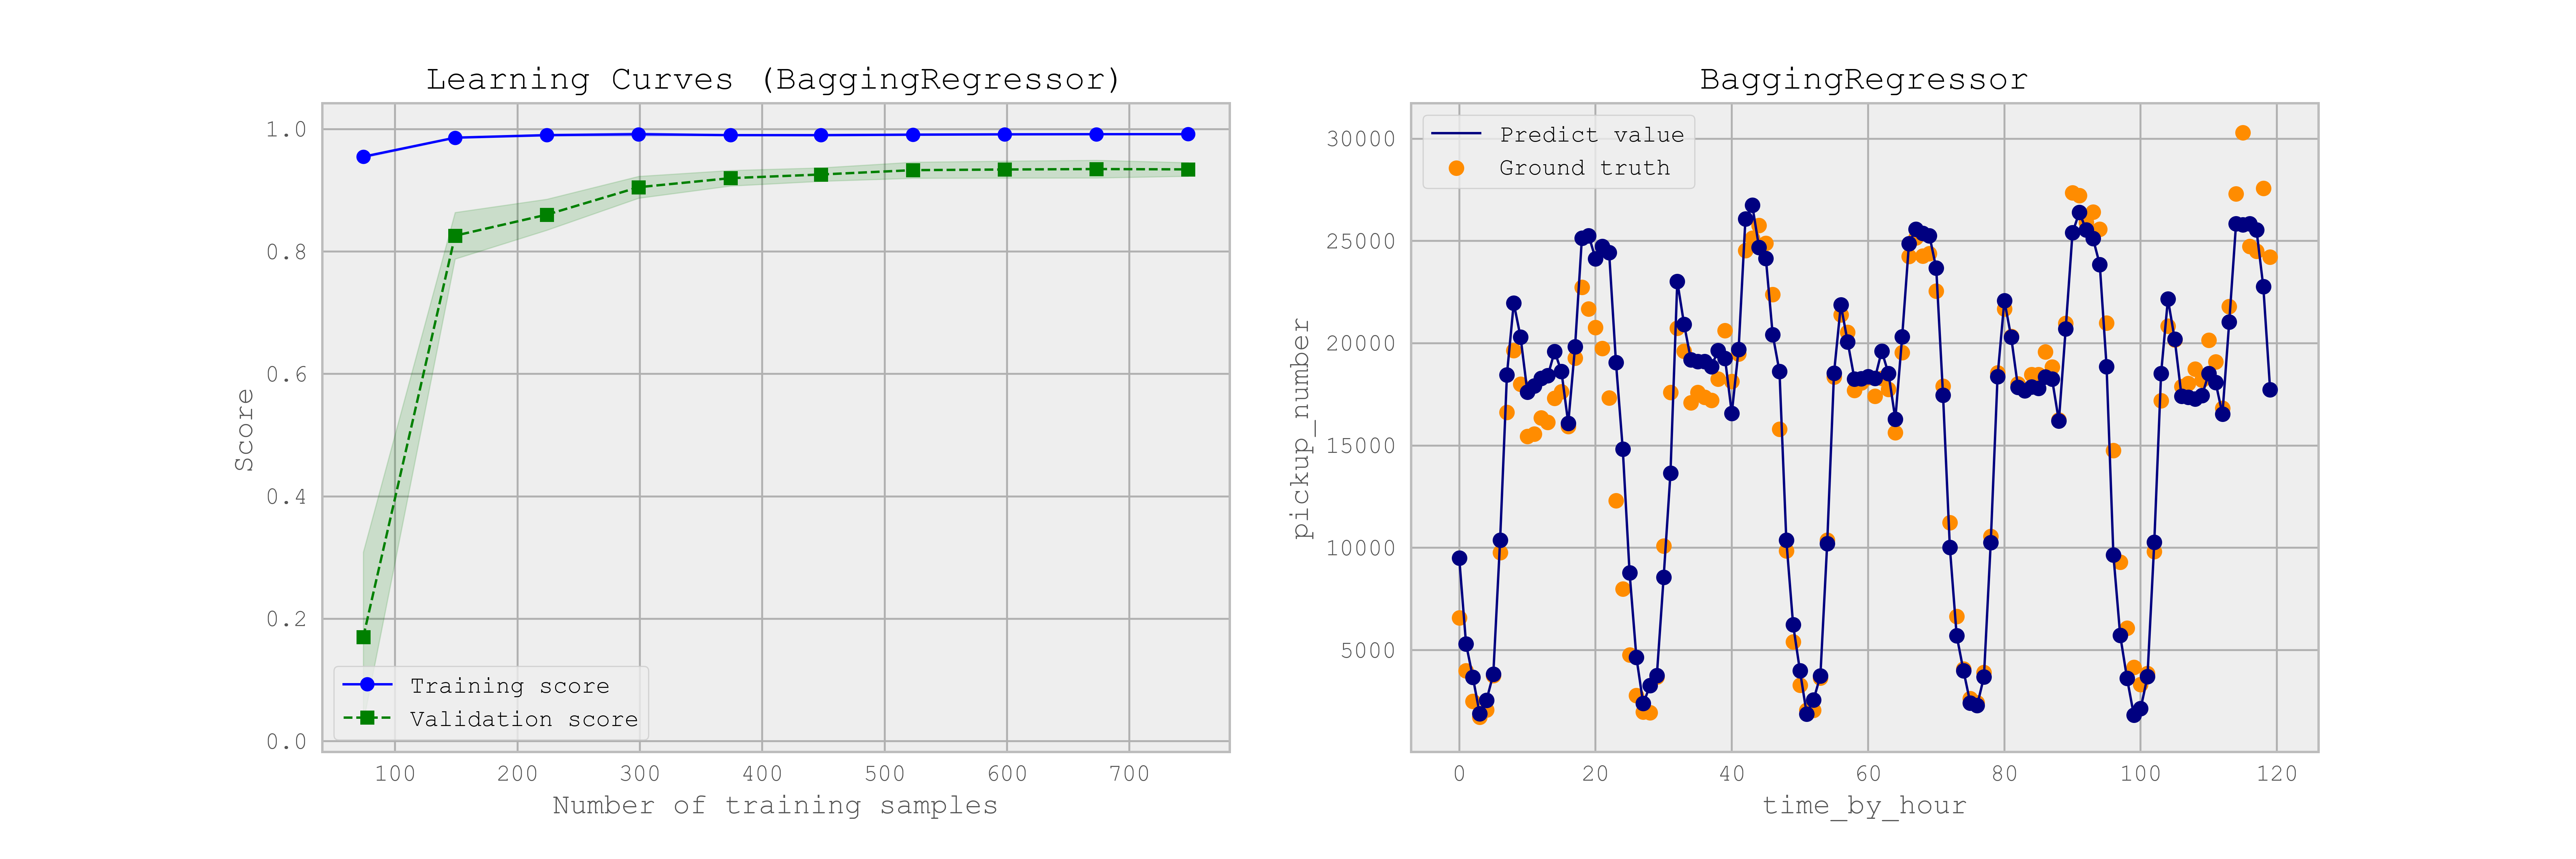 Learning Curves (BaggingRegressor)
1.0
0.8
0.6
0.4
0.2
0.0
Score
Training score
Validation score
100 200 300 400 500 600 700
Number of training samples
BaggingRegressor
Predict value
Ground truth
30000
25000
20000
15000
10000
5000
pickup_number
0 20 40 60 80 100 120
time_by_hour